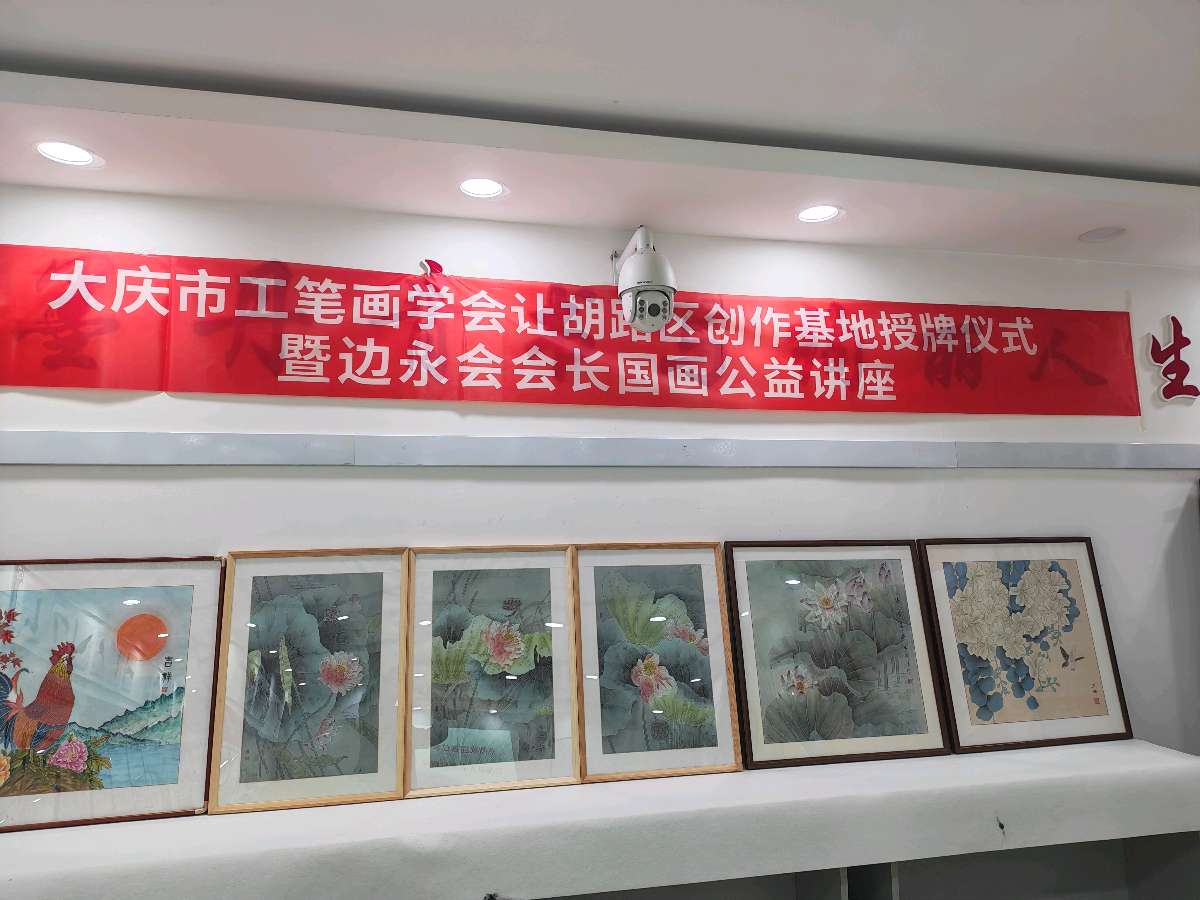 大庆市工笔画学会让胡路区创作基地授牌仪式
暨边永会会长国画公益讲座
生